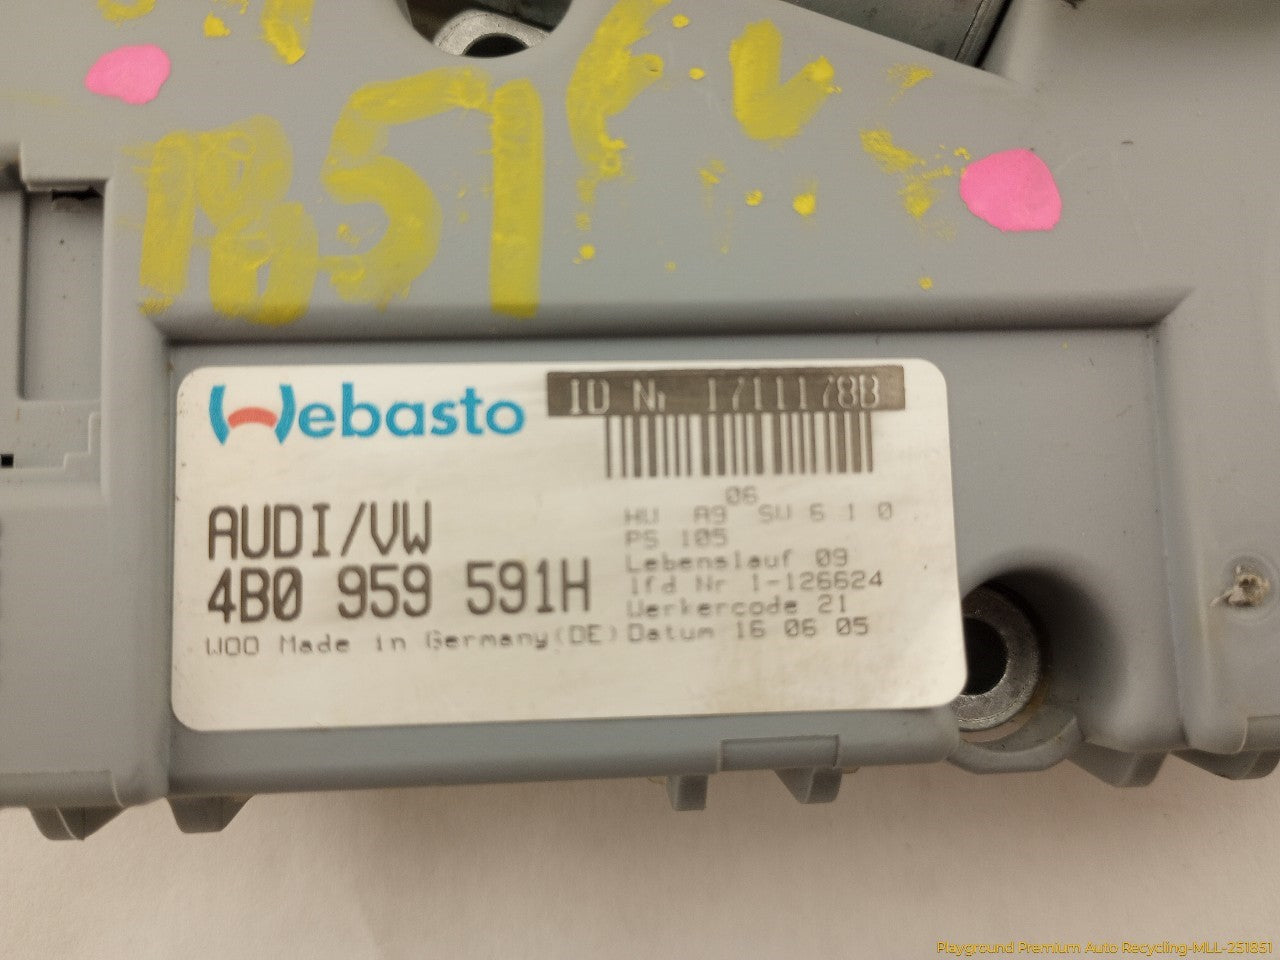 1851
Webasto
ID Nr 1711178B
AUDI/VW
4B0 959 591H
W00 Made in Germany(DE)
06
HW A9 SW 6 1 0
PS 105
Lebenslauf 09
lfd Nr 1-126624
Werkercode 21
Datum 16 06 05
Playground Premium Auto Recycling-MLL-251851